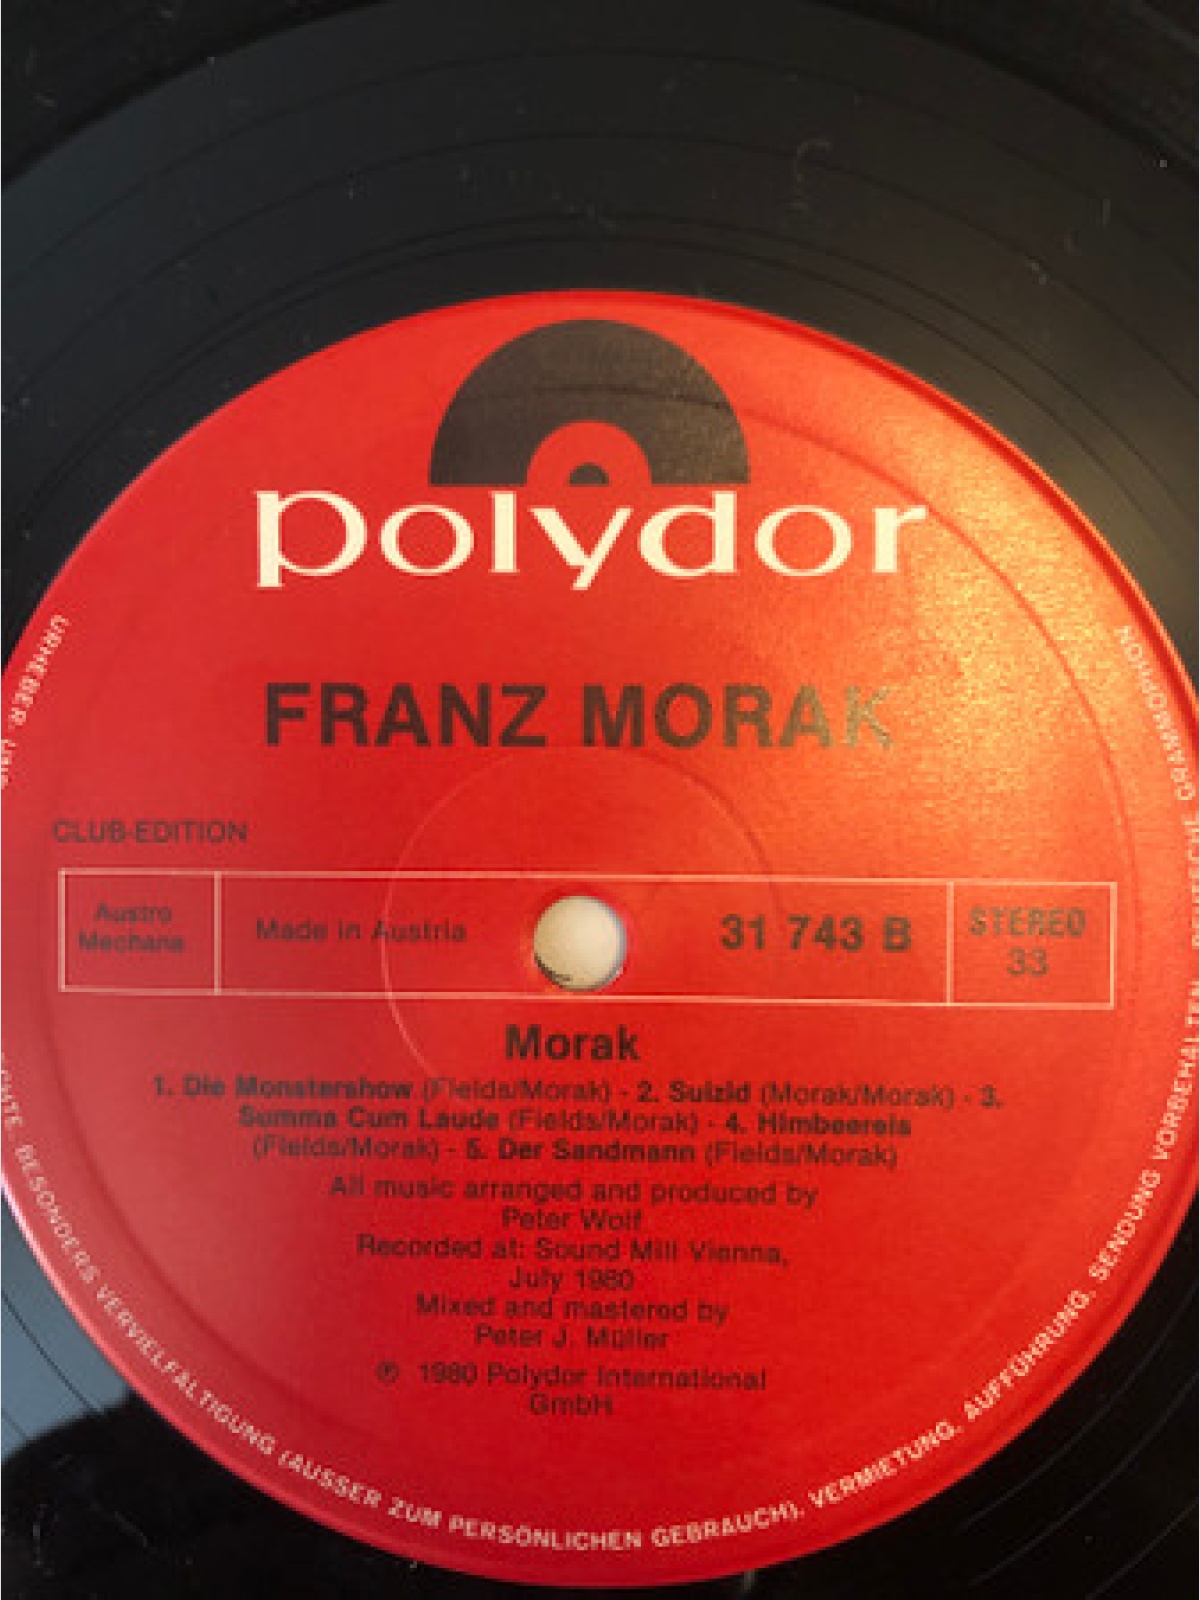 polydor
FRANZ MORAK
CLUB-EDITION
Austro
Mechana
Made in Austria
31 743 B
STEREO
33
Morak
1. Die Monstershow (Fields/Morak) - 2. Suizid (Morak/Morak) - 3.
Summa Cum Laude (Fields/Morak) - 4. Himbeereis
(Fields/Morak) - 5. Der Sandmann (Fields/Morak)
All music arranged and produced by
Peter Wolf
Recorded at: Sound Mill Vienna,
July 1980
Mixed and mastered by
Peter J. Müller
℗ 1980 Polydor International
GmbH
URHEBER
BESONDERS VERVIELFÄLTIGUNG (AUSSER ZUM PERSÖNLICHEN GEBRAUCH), VERMIETUNG, AUFFÜHRUNG, SENDUNG VORBEHALTEN
GRAMMOPHON